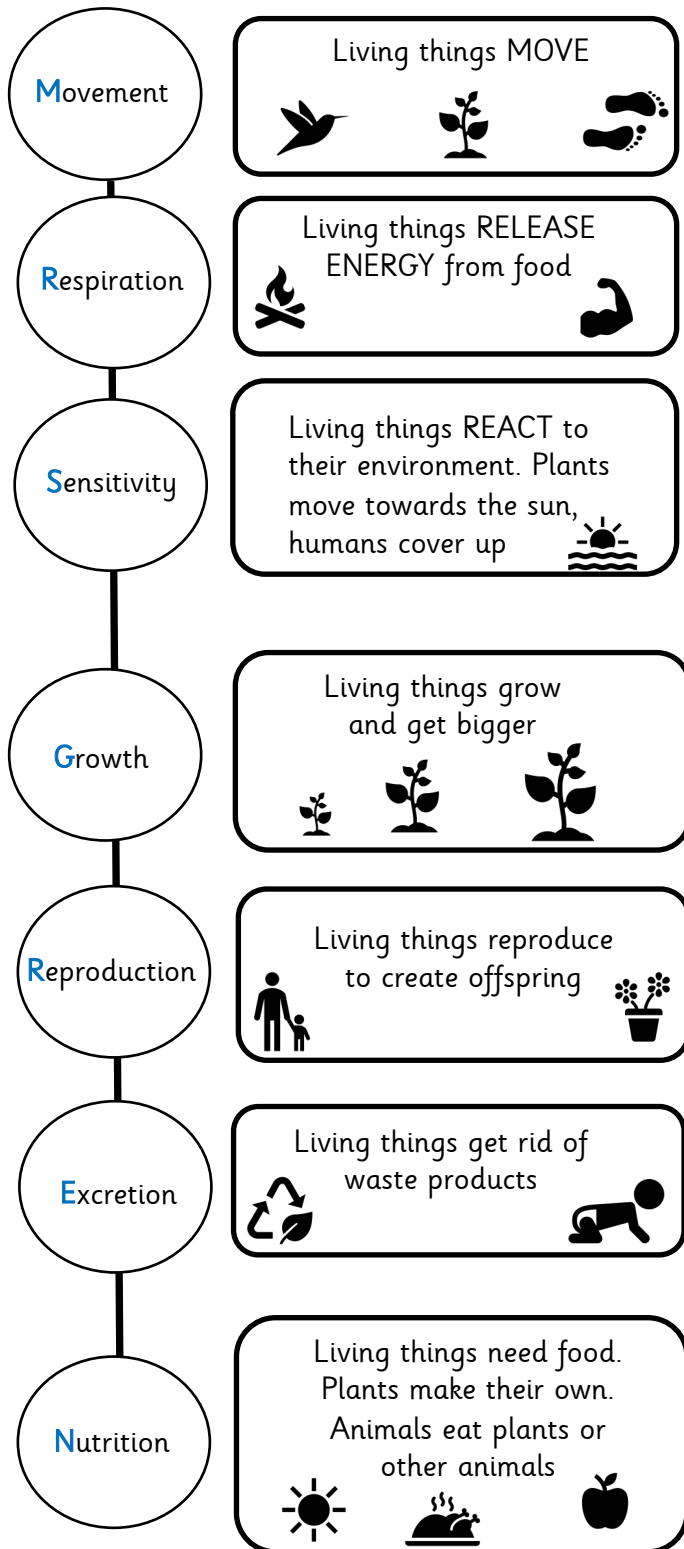 Movement
Living things MOVE
Respiration
Living things RELEASE
ENERGY from food
Sensitivity
Living things REACT to
their environment. Plants
move towards the sun,
humans cover up
Growth
Living things grow
and get bigger
Reproduction
Living things reproduce
to create offspring
Excretion
Living things get rid of
waste products
Nutrition
Living things need food.
Plants make their own.
Animals eat plants or
other animals